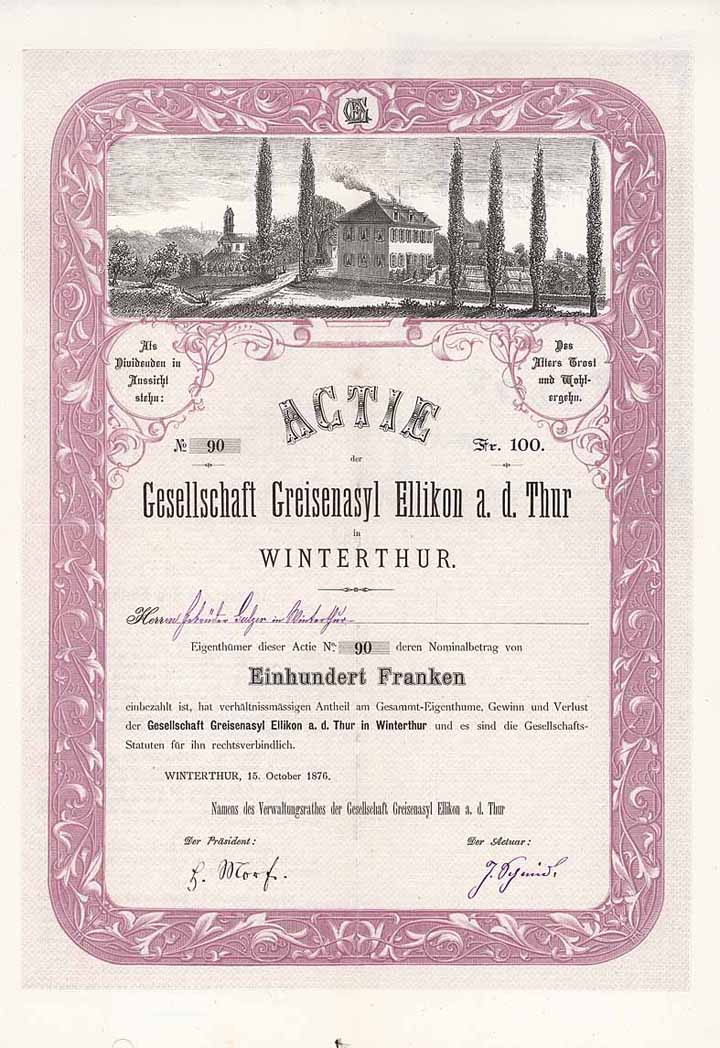 Als
Dividenden in
Aussicht
stehn:
Des
Alters Trost
und Wohl-
ergehn.
ACTIE
№ 90
Fr. 100.
der
Gesellschaft Greisenasyl Ellikon a. d. Thur
in
WINTERTHUR.
Herren Gebrüder Sulzer in Winterthur
Eigenthümer dieser Actie No. 90 deren Nominalbetrag von
Einhundert Franken
einbezahlt ist, hat verhältnissmässigen Antheil am Gesammt-Eigenthume, Gewinn und Verlust
der Gesellschaft Greisenasyl Ellikon a. d. Thur in Winterthur und es sind die Gesellschafts-
Statuten für ihn rechtsverbindlich.
WINTERTHUR, 15. October 1876.
Namens des Verwaltungsrathes der Gesellschaft Greisenasyl Ellikon a. d. Thur
Der Präsident:
Der Actuar:
H. Morf.
J. Schmid.